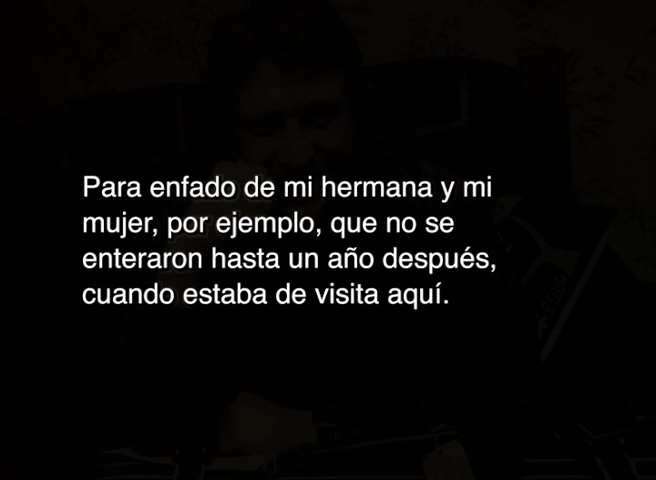 Para enfado de mi hermana y mi
mujer, por ejemplo, que no se
enteraron hasta un año después,
cuando estaba de visita aquí.